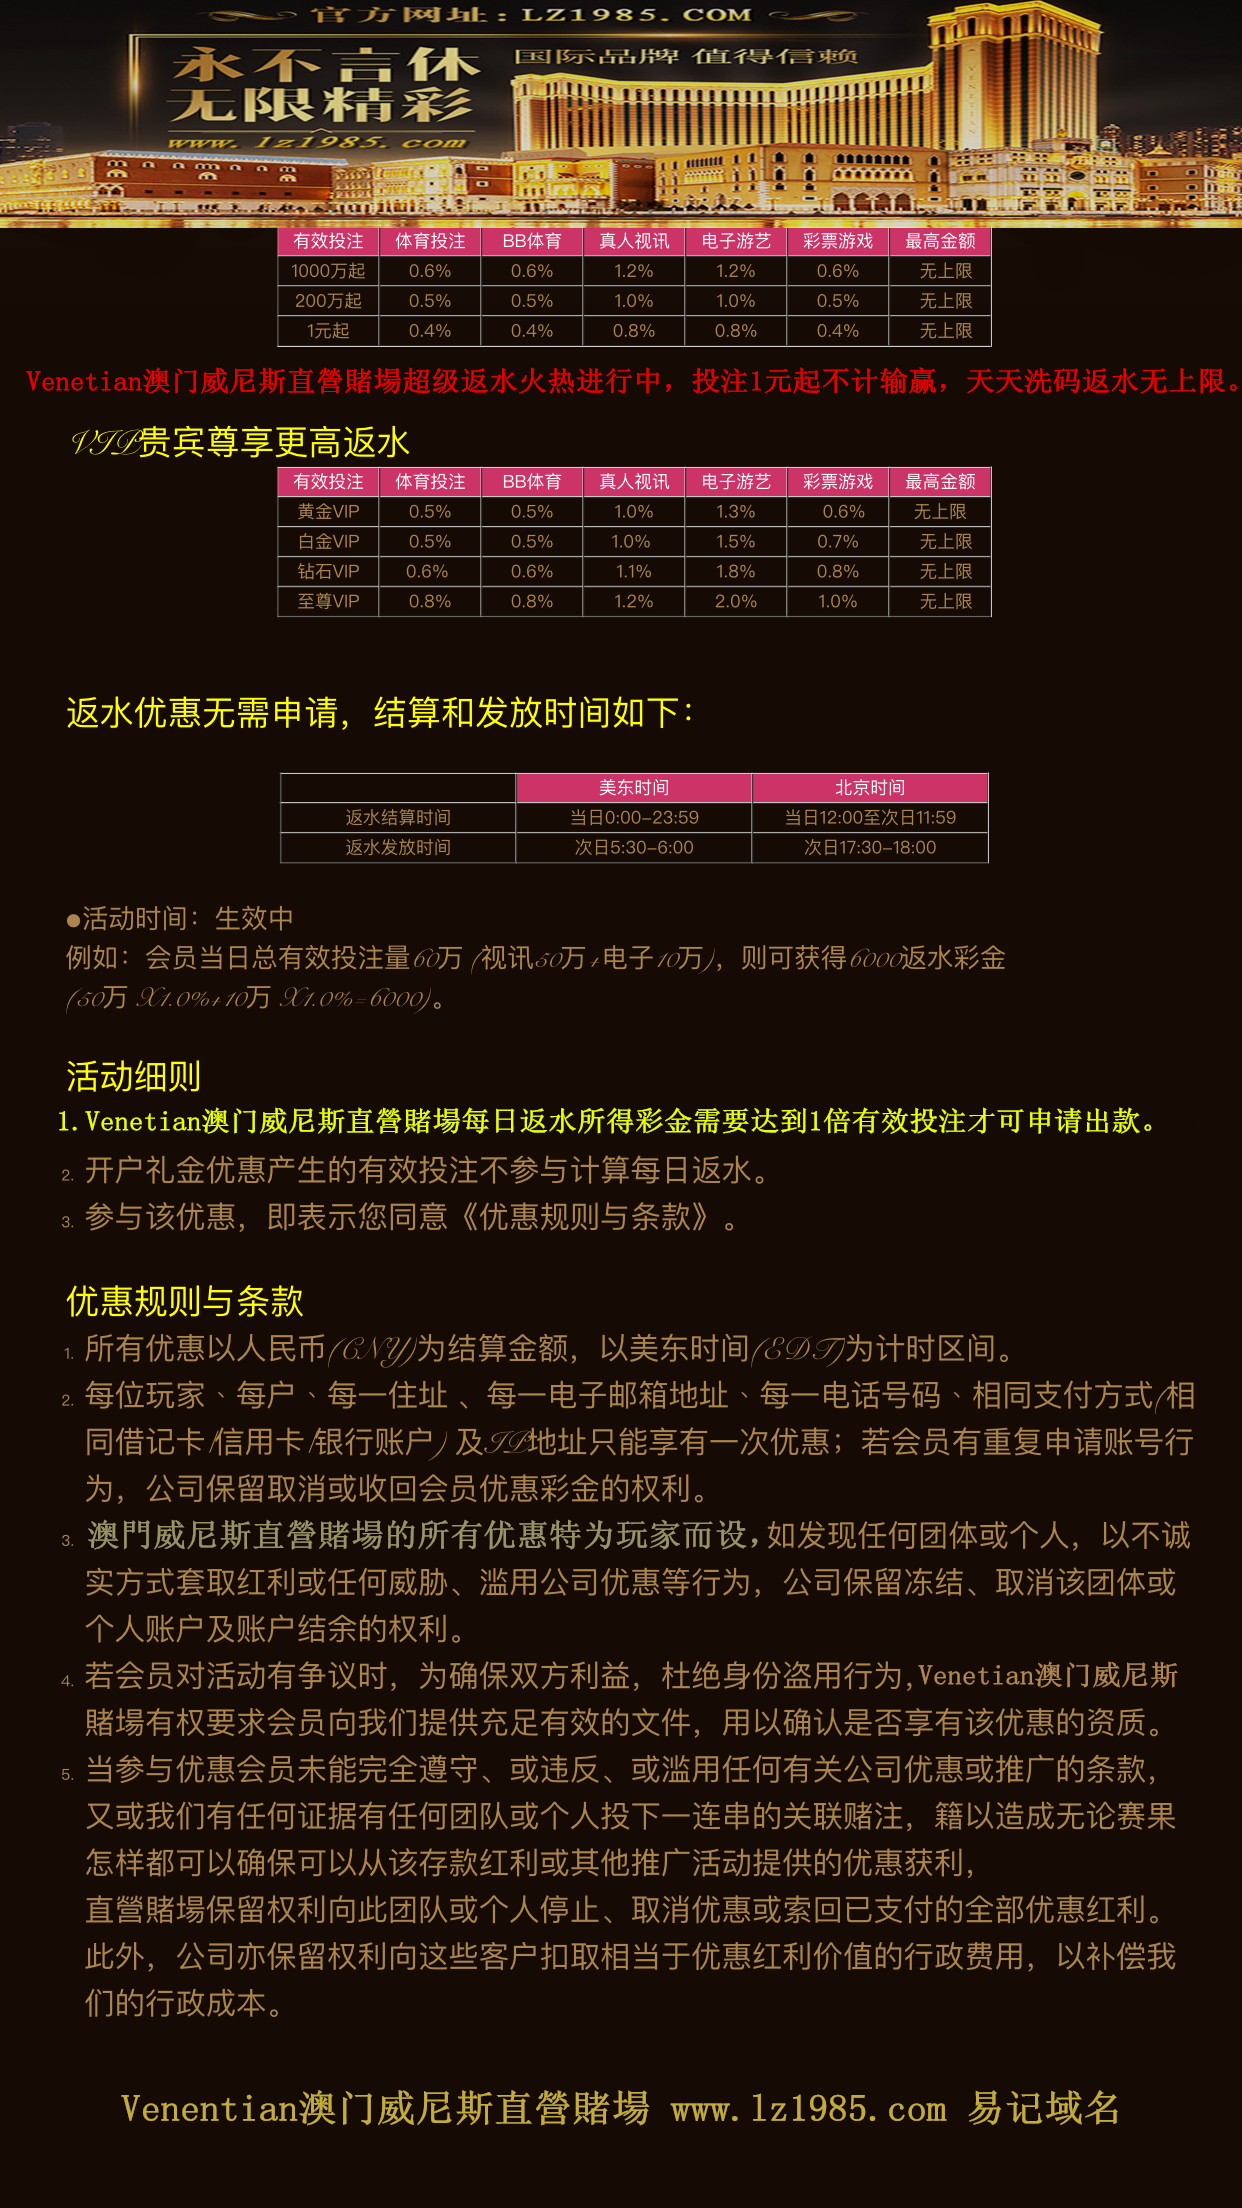 官方网址:LZ1985.COM
永不言休
国际品牌 值得信赖
无限精彩
www.lz1985.com
有效投注 体育投注 BB体育 真人视讯 电子游艺 彩票游戏 最高金额
1000万起 0.6% 0.6% 1.2% 1.2% 0.6% 无上限
200万起 0.5% 0.5% 1.0% 1.0% 0.5% 无上限
1元起 0.4% 0.4% 0.8% 0.8% 0.4% 无上限
Venetian澳门威尼斯直營賭場超级返水火热进行中，投注1元起不计输赢，天天洗码返水无上限。
VIP贵宾尊享更高返水
有效投注 体育投注 BB体育 真人视讯 电子游艺 彩票游戏 最高金额
黄金VIP 0.5% 0.5% 1.0% 1.3% 0.6% 无上限
白金VIP 0.5% 0.5% 1.0% 1.5% 0.7% 无上限
钻石VIP 0.6% 0.6% 1.1% 1.8% 0.8% 无上限
至尊VIP 0.8% 0.8% 1.2% 2.0% 1.0% 无上限
返水优惠无需申请，结算和发放时间如下：
美东时间 北京时间
返水结算时间 当日0:00-23:59 当日12:00至次日11:59
返水发放时间 次日5:30-6:00 次日17:30-18:00
●活动时间：生效中
例如：会员当日总有效投注量60万 (视讯50万+电子10万)，则可获得6000返水彩金
(50万 X1.0%+10万 X1.0%=6000)。
活动细则
1.Venetian澳门威尼斯直營賭場每日返水所得彩金需要达到1倍有效投注才可申请出款。
2. 开户礼金优惠产生的有效投注不参与计算每日返水。
3. 参与该优惠，即表示您同意《优惠规则与条款》。
优惠规则与条款
1. 所有优惠以人民币(CNY)为结算金额，以美东时间(EDT)为计时区间。
2. 每位玩家﹑每户﹑每一住址 、每一电子邮箱地址﹑每一电话号码﹑相同支付方式(相
同借记卡/信用卡/银行账户) 及IP地址只能享有一次优惠；若会员有重复申请账号行
为，公司保留取消或收回会员优惠彩金的权利。
3. 澳門威尼斯直營賭場的所有优惠特为玩家而设，如发现任何团体或个人，以不诚
实方式套取红利或任何威胁、滥用公司优惠等行为，公司保留冻结、取消该团体或
个人账户及账户结余的权利。
4. 若会员对活动有争议时，为确保双方利益，杜绝身份盗用行为,Venetian澳门威尼斯
賭場有权要求会员向我们提供充足有效的文件，用以确认是否享有该优惠的资质。
5. 当参与优惠会员未能完全遵守、或违反、或滥用任何有关公司优惠或推广的条款，
又或我们有任何证据有任何团队或个人投下一连串的关联赌注，籍以造成无论赛果
怎样都可以确保可以从该存款红利或其他推广活动提供的优惠获利，
直營賭場保留权利向此团队或个人停止、取消优惠或索回已支付的全部优惠红利。
此外，公司亦保留权利向这些客户扣取相当于优惠红利价值的行政费用，以补偿我
们的行政成本。
Venentian澳门威尼斯直營賭場 www.lz1985.com 易记域名